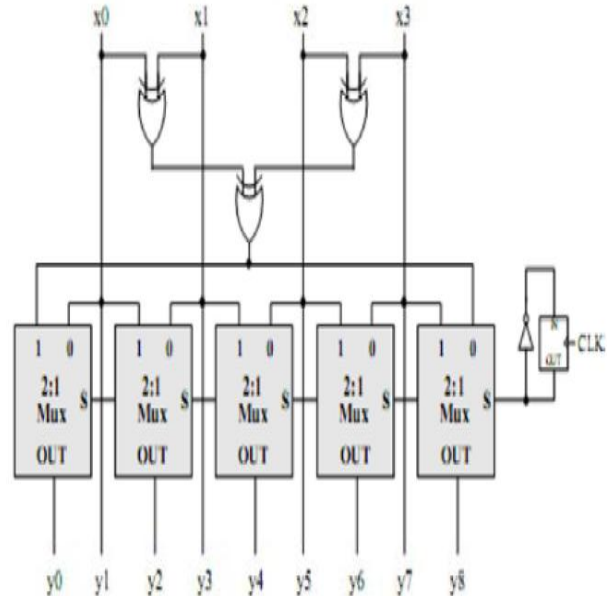 x0 x1 x2 x3
1 0 1 0 1 0 1 0 1 0 IN CLK
OUT
2:1 2:1 2:1 2:1 2:1
Mux S Mux S Mux S Mux S Mux S
OUT OUT OUT OUT OUT
y0 y1 y2 y3 y4 y5 y6 y7 y8